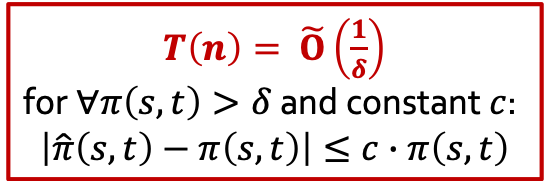 T(n) = Õ(1/δ)
for ∀π(s, t) > δ and constant c:
|π̂(s, t) − π(s, t)| ≤ c · π(s, t)